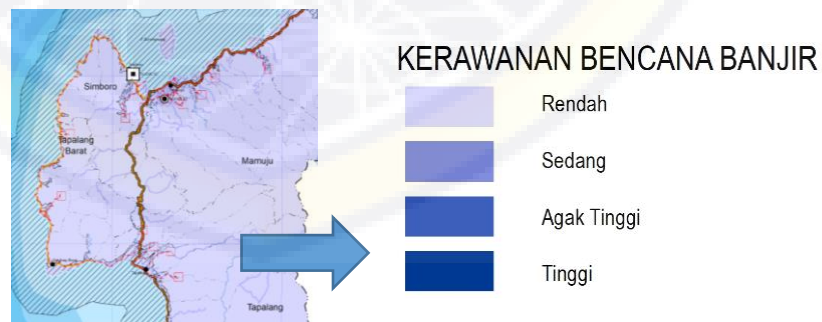 KERAWANAN BENCANA BANJIR
Rendah
Sedang
Agak Tinggi
Tinggi
Simboro
Tapalang
Barat
Mamuju
Tapalang